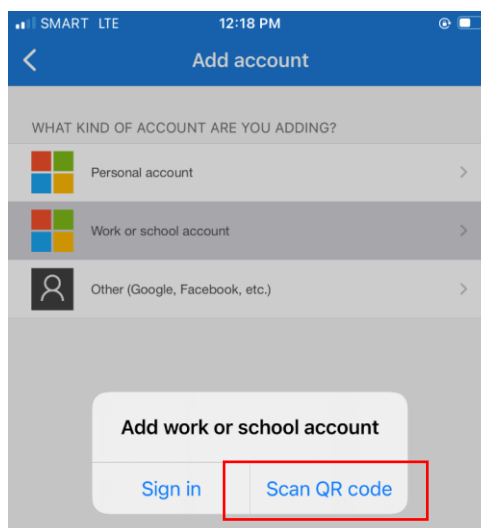 SMART LTE 12:18 PM
Add account
WHAT KIND OF ACCOUNT ARE YOU ADDING?
Personal account
Work or school account
Other (Google, Facebook, etc.)
Add work or school account
Sign in Scan QR code